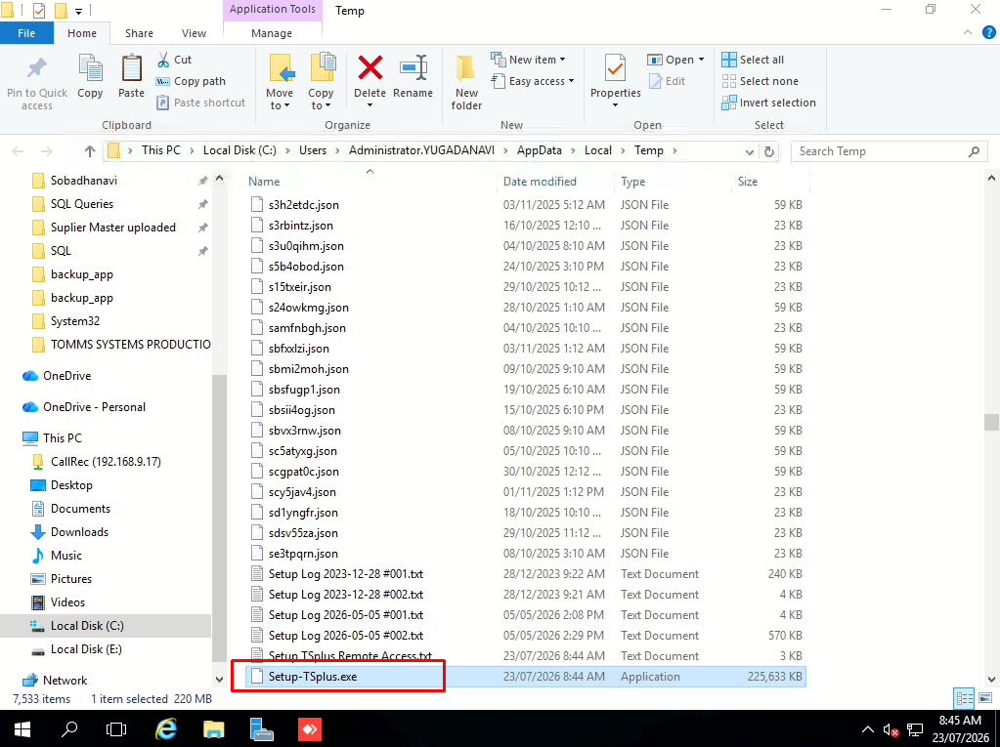 Application Tools
Temp
File
Home
Share
View
Manage
Pin to Quick access
Copy
Paste
Cut
Copy path
Paste shortcut
Clipboard
Move to
Copy to
Delete
Rename
Organize
New folder
New item
Easy access
New
Properties
Open
Edit
Open
Select all
Select none
Invert selection
Select
This PC > Local Disk (C:) > Users > Administrator.YUGADANAVI > AppData > Local > Temp >
Search Temp
Sobadhanavi
SQL Queries
Suplier Master uploaded
SQL
backup_app
backup_app
System32
TOMMS SYSTEMS PRODUCTIO
OneDrive
OneDrive - Personal
This PC
CallRec (192.168.9.17)
Desktop
Documents
Downloads
Music
Pictures
Videos
Local Disk (C:)
Local Disk (E:)
Network
Name Date modified Type Size
s3h2etdc.json 03/11/2025 5:12 AM JSON File 59 KB
s3rbintz.json 16/10/2025 12:10 ... JSON File 23 KB
s3u0qihm.json 04/10/2025 8:10 AM JSON File 23 KB
s5b4obod.json 24/10/2025 3:10 PM JSON File 23 KB
s15txeir.json 29/10/2025 10:12 ... JSON File 23 KB
s24owkmg.json 28/10/2025 1:10 AM JSON File 23 KB
samfnbgh.json 04/10/2025 10:10 ... JSON File 23 KB
sbfxxlzi.json 03/11/2025 1:12 AM JSON File 59 KB
sbmi2moh.json 09/10/2025 9:10 AM JSON File 23 KB
sbsfugp1.json 19/10/2025 6:10 AM JSON File 23 KB
sbsii4og.json 15/10/2025 6:10 PM JSON File 23 KB
sbvx3rnw.json 08/10/2025 9:10 AM JSON File 59 KB
sc5atyxg.json 05/10/2025 10:10 ... JSON File 59 KB
scgpat0c.json 30/10/2025 12:12 ... JSON File 59 KB
scy5jav4.json 01/11/2025 1:12 PM JSON File 59 KB
sd1yngfr.json 18/10/2025 10:10 ... JSON File 23 KB
sdsv55za.json 29/10/2025 11:12 ... JSON File 23 KB
se3tpqrn.json 08/10/2025 3:10 AM JSON File 23 KB
Setup Log 2023-12-28 #001.txt 28/12/2023 9:22 AM Text Document 240 KB
Setup Log 2023-12-28 #002.txt 28/12/2023 9:21 AM Text Document 4 KB
Setup Log 2026-05-05 #001.txt 05/05/2026 2:08 PM Text Document 4 KB
Setup Log 2026-05-05 #002.txt 05/05/2026 2:29 PM Text Document 570 KB
Setup TSplus Remote Access.txt 23/07/2026 8:44 AM Text Document 3 KB
Setup-TSplus.exe 23/07/2026 8:44 AM Application 225,633 KB
7,533 items 1 item selected 220 MB
8:45 AM
23/07/2026